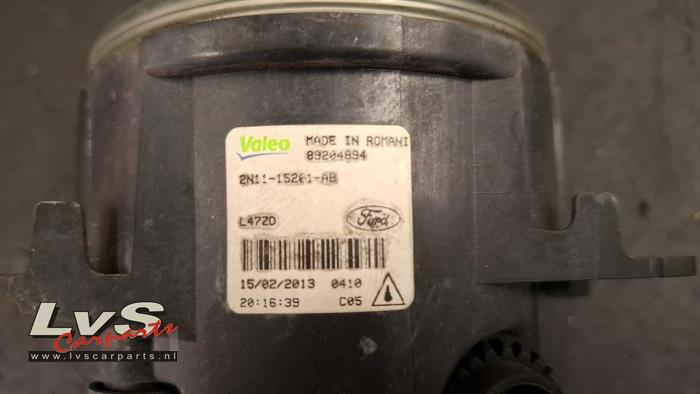 Valeo MADE IN ROMANI
89204894
2N11-15201-AB
L47ZD Ford
15/02/2013 0410
20:16:39 C05
LvS
Carparts
www.lvscarparts.nl